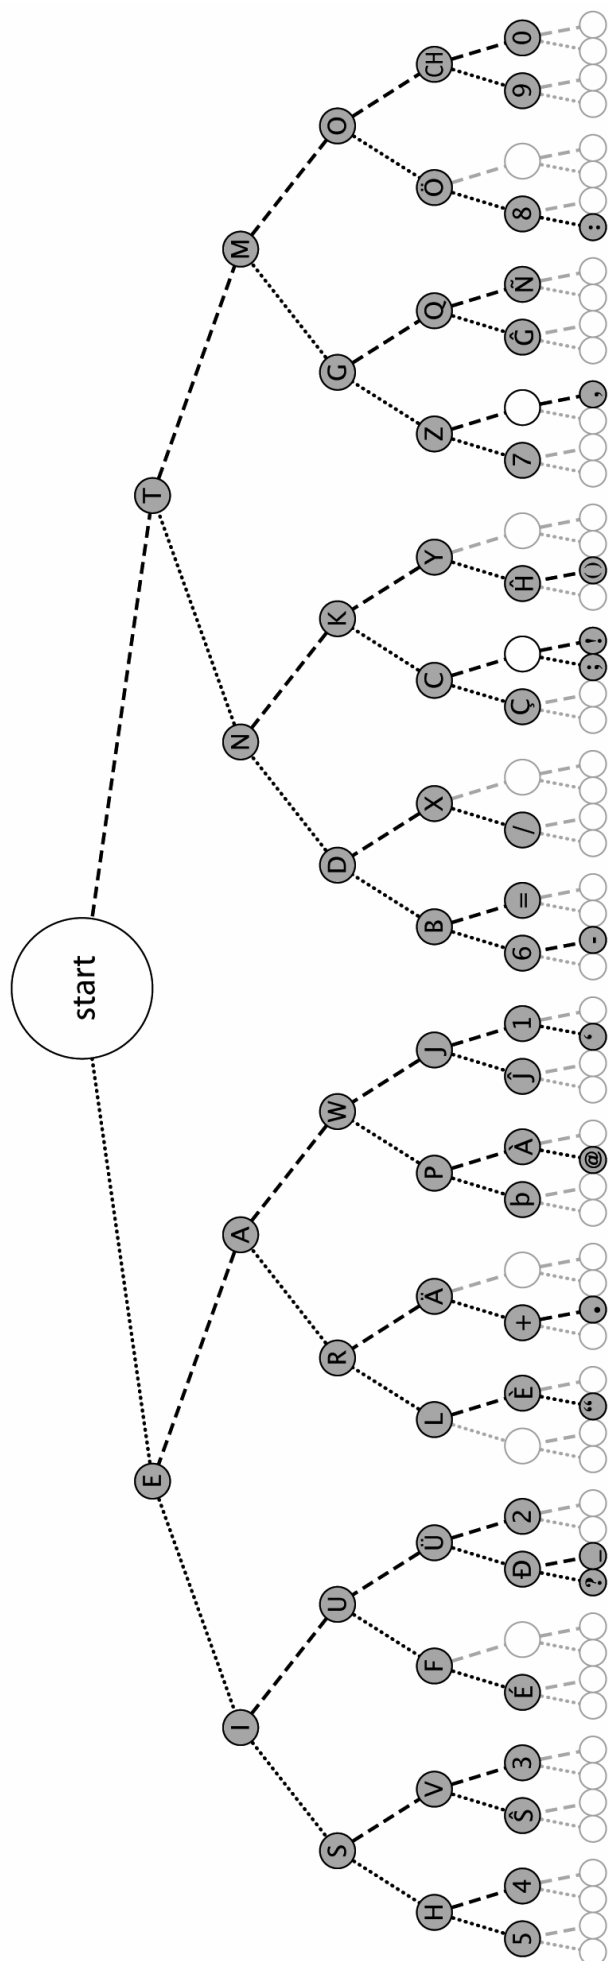 start
E T
I A N M
S U R W D K G O
H V F Ü L Ä P J B X C Y Z Q Ö CH
5 4 Ŝ 3 É Đ 2 È + þ À Ĵ 1 6 = / Ç Ĥ 7 Ĝ Ñ 8 9 0
? _ “ . @ ‘ - ; ! () , :